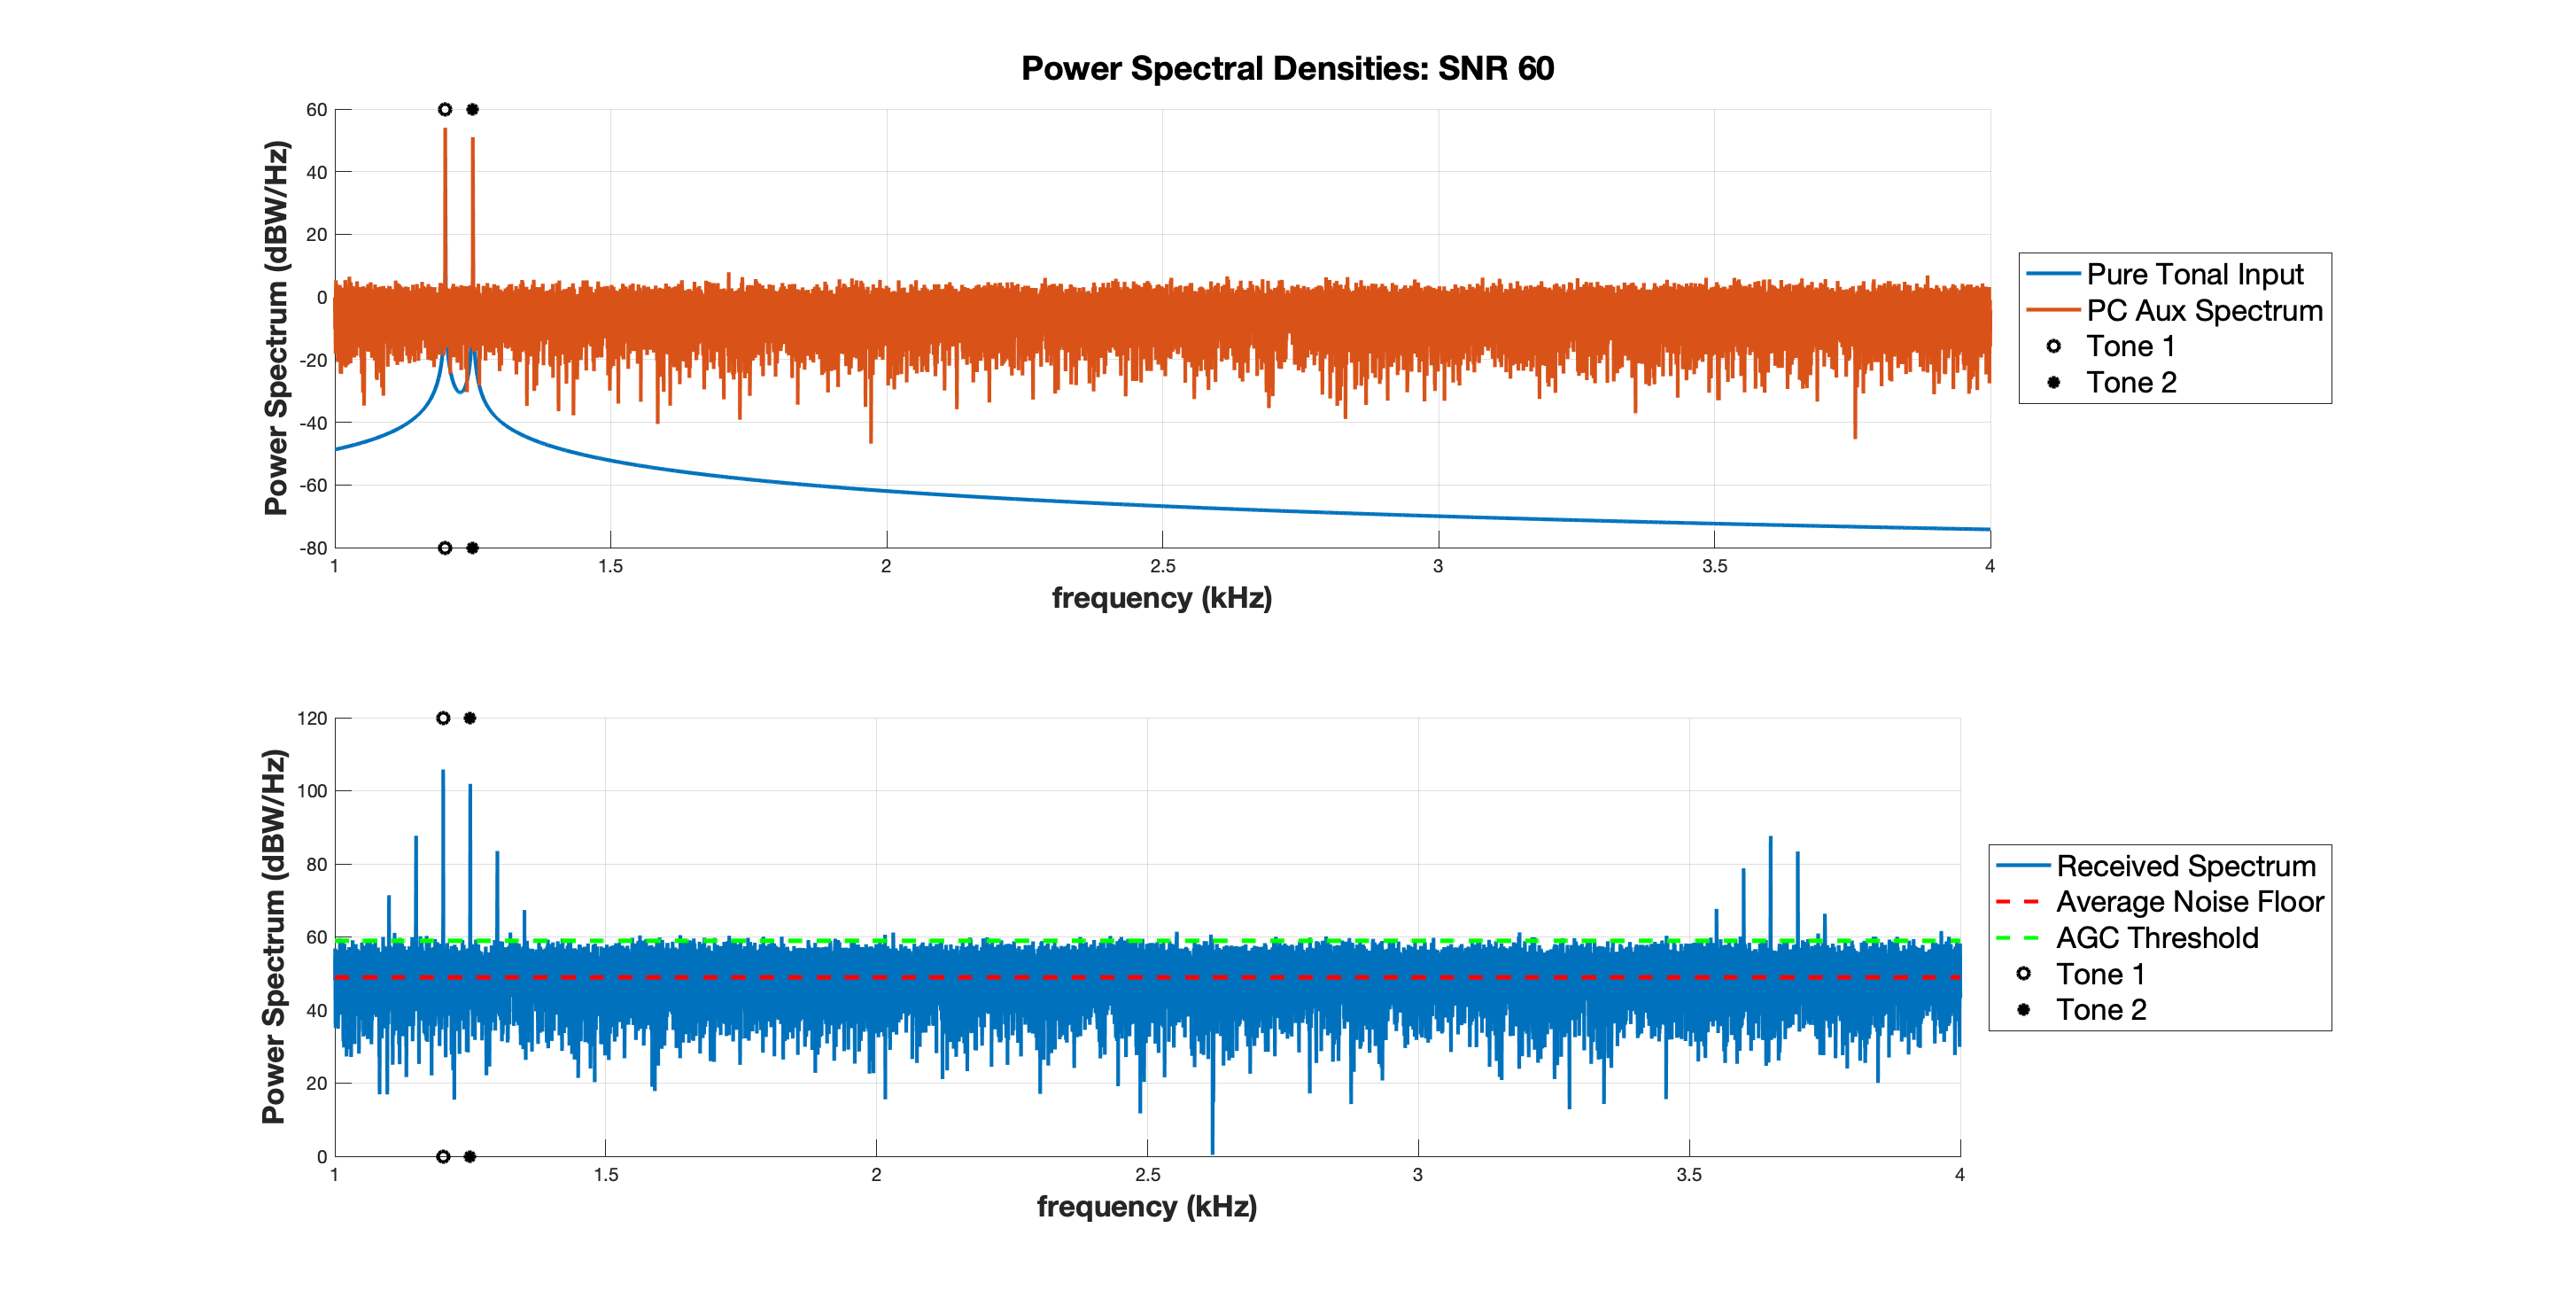 Power Spectral Densities: SNR 60
60
40
20
0
-20
-40
-60
-80
Power Spectrum (dBW/Hz)
1 1.5 2 2.5 3 3.5 4
frequency (kHz)
Pure Tonal Input
PC Aux Spectrum
Tone 1
Tone 2
120
100
80
60
40
20
0
Power Spectrum (dBW/Hz)
1 1.5 2 2.5 3 3.5 4
frequency (kHz)
Received Spectrum
Average Noise Floor
AGC Threshold
Tone 1
Tone 2